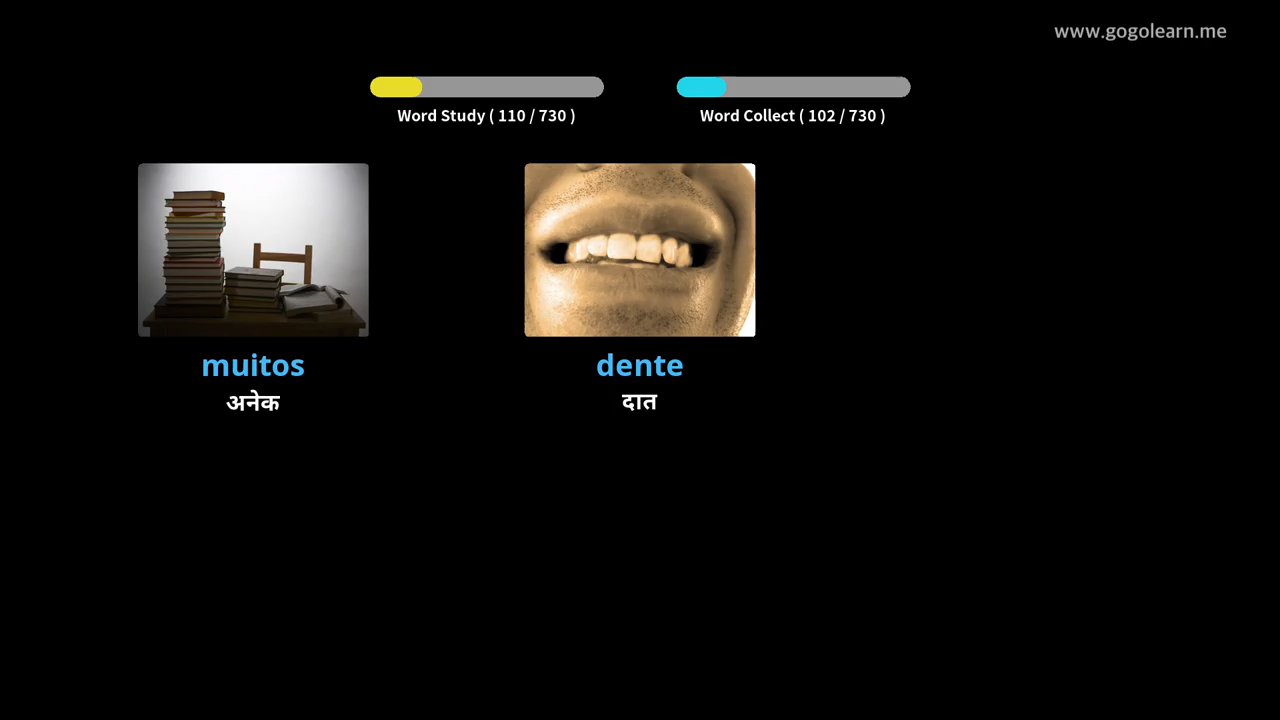 www.gogolearn.me
Word Study ( 110 / 730 )
Word Collect ( 102 / 730 )
muitos
अनेक
dente
दात